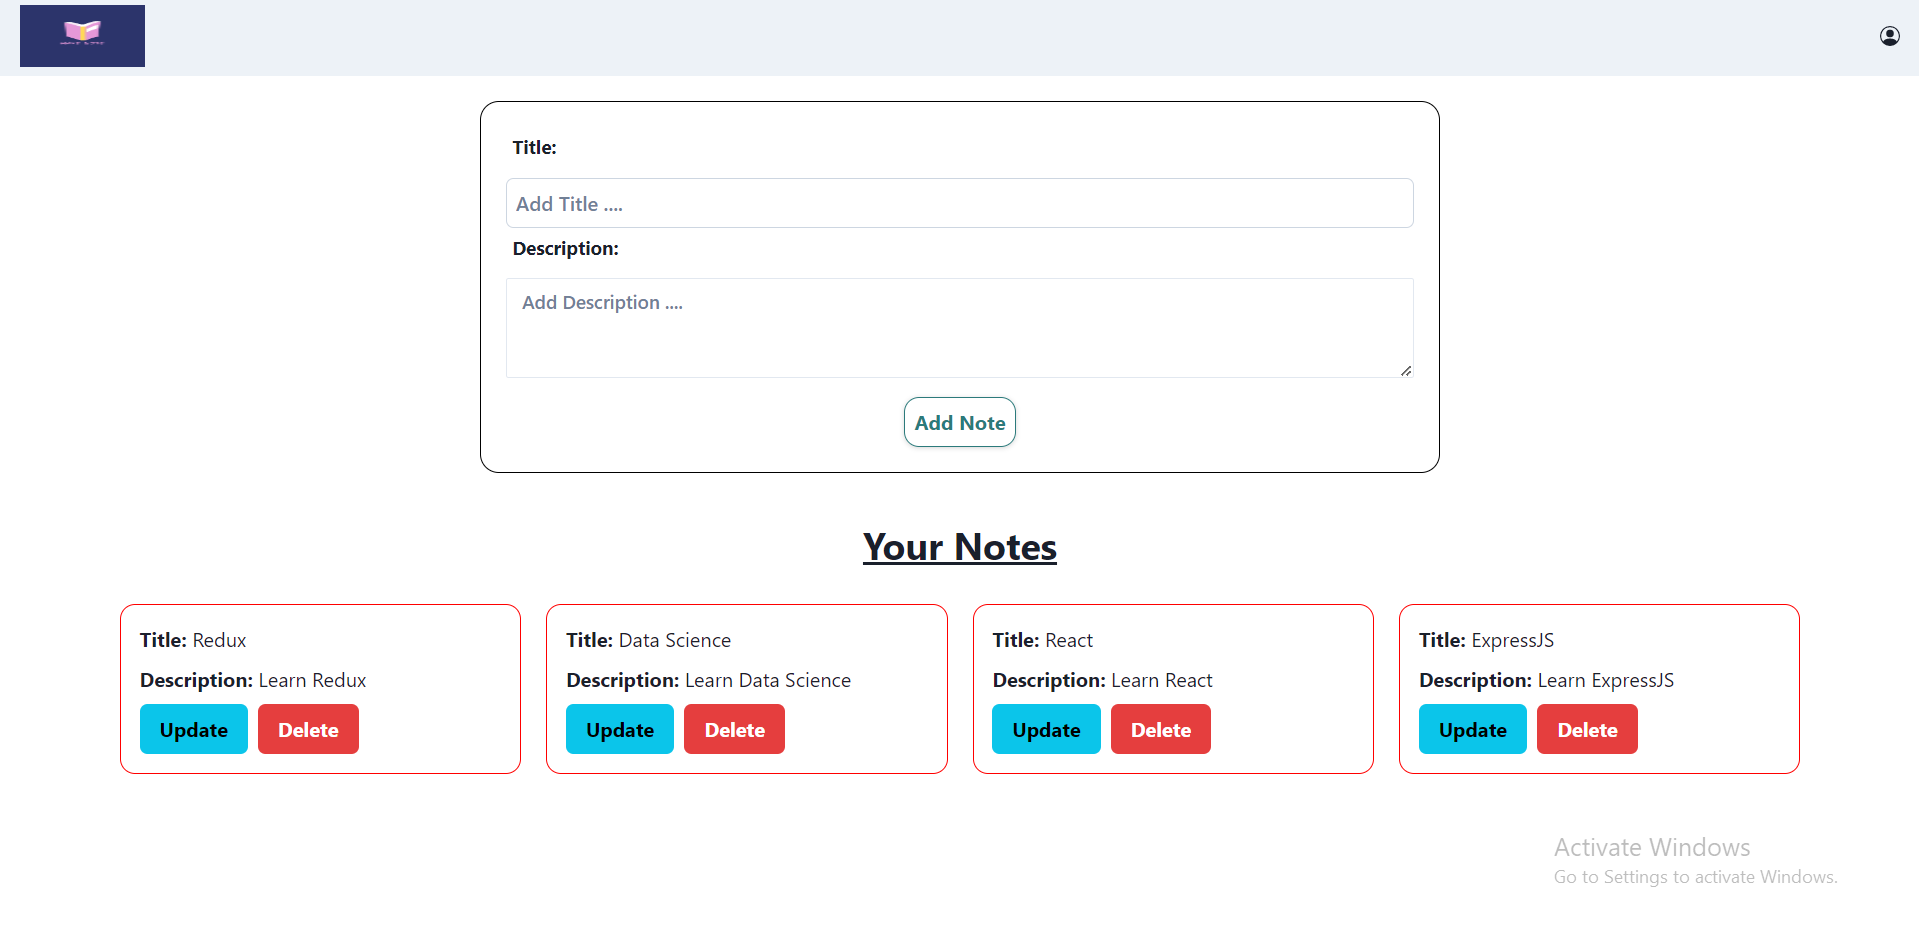 Title:
Add Title ....
Description:
Add Description ....
Add Note
Your Notes
Title: Redux
Description: Learn Redux
Update Delete
Title: Data Science
Description: Learn Data Science
Update Delete
Title: React
Description: Learn React
Update Delete
Title: ExpressJS
Description: Learn ExpressJS
Update Delete
Activate Windows
Go to Settings to activate Windows.